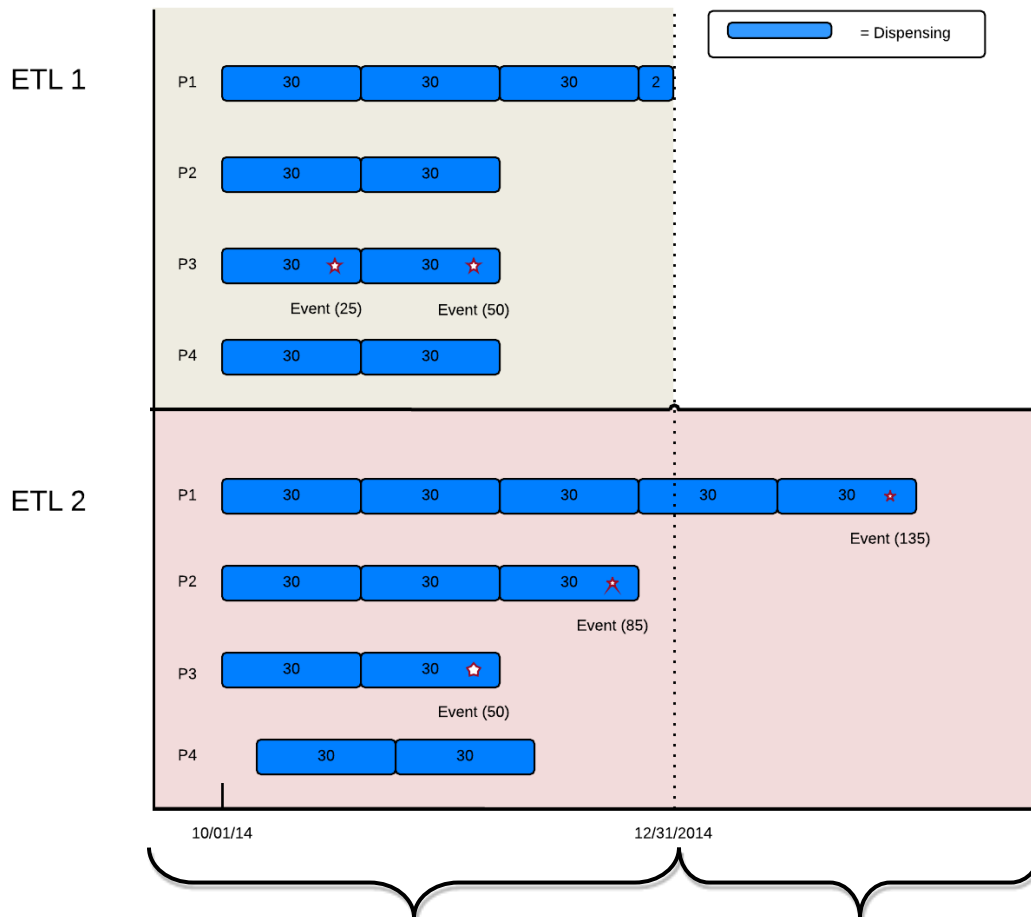 = Dispensing
ETL 1
P1 30 30 30 2
P2 30 30
P3 30 30
Event (25) Event (50)
P4 30 30
ETL 2
P1 30 30 30 30 30
Event (135)
P2 30 30 30
Event (85)
P3 30 30
Event (50)
P4 30 30
10/01/14 12/31/2014